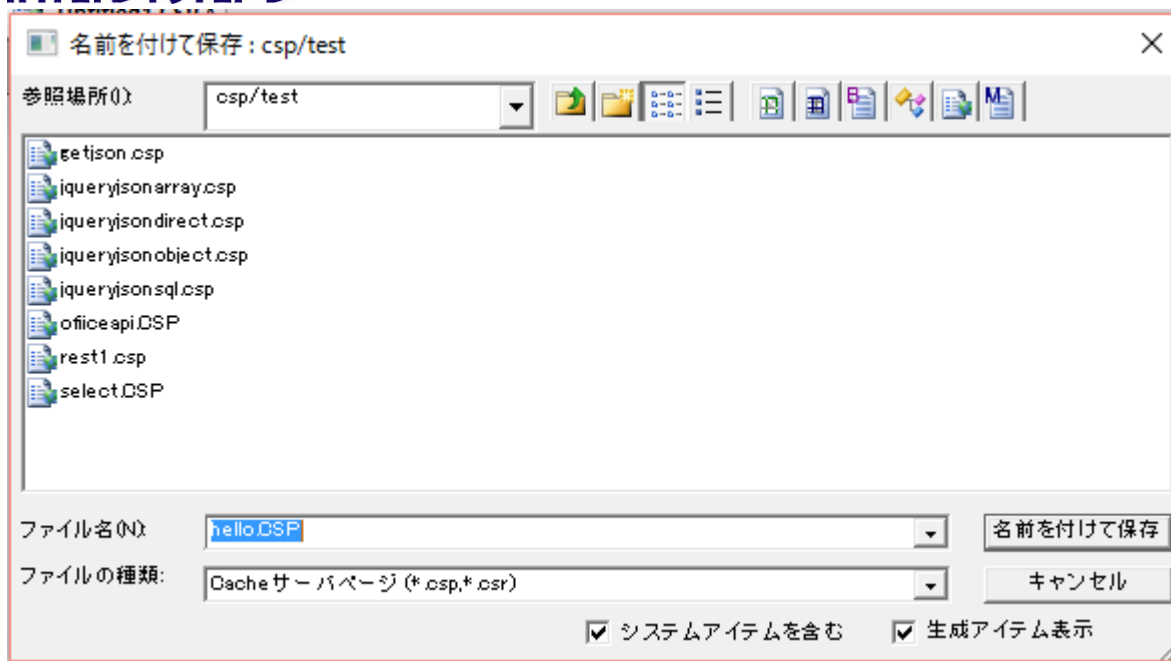 名前を付けて保存 : csp/test
参照場所(I):
csp/test
getjson.csp
jqueryjsonarray.csp
jqueryjsondirect.csp
jqueryjsonobject.csp
jqueryjsonsql.csp
ofiiceapi.CSP
rest1.csp
select.CSP
ファイル名(N):
hello.CSP
名前を付けて保存
ファイルの種類:
Cacheサーバページ (*.csp,*.csr)
キャンセル
システムアイテムを含む
生成アイテム表示